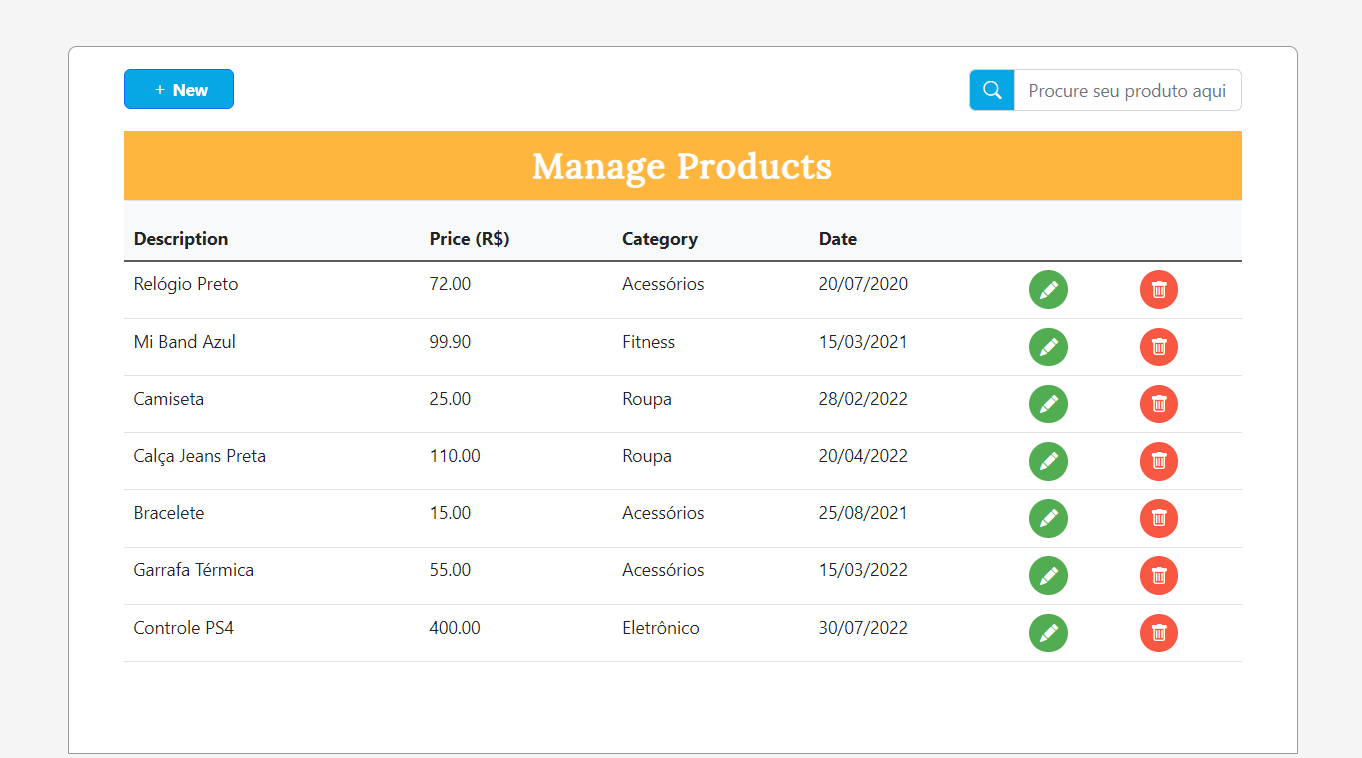 + New
Procure seu produto aqui
Manage Products
Description Price (R$) Category Date
Relógio Preto 72.00 Acessórios 20/07/2020
Mi Band Azul 99.90 Fitness 15/03/2021
Camiseta 25.00 Roupa 28/02/2022
Calça Jeans Preta 110.00 Roupa 20/04/2022
Bracelete 15.00 Acessórios 25/08/2021
Garrafa Térmica 55.00 Acessórios 15/03/2022
Controle PS4 400.00 Eletrônico 30/07/2022